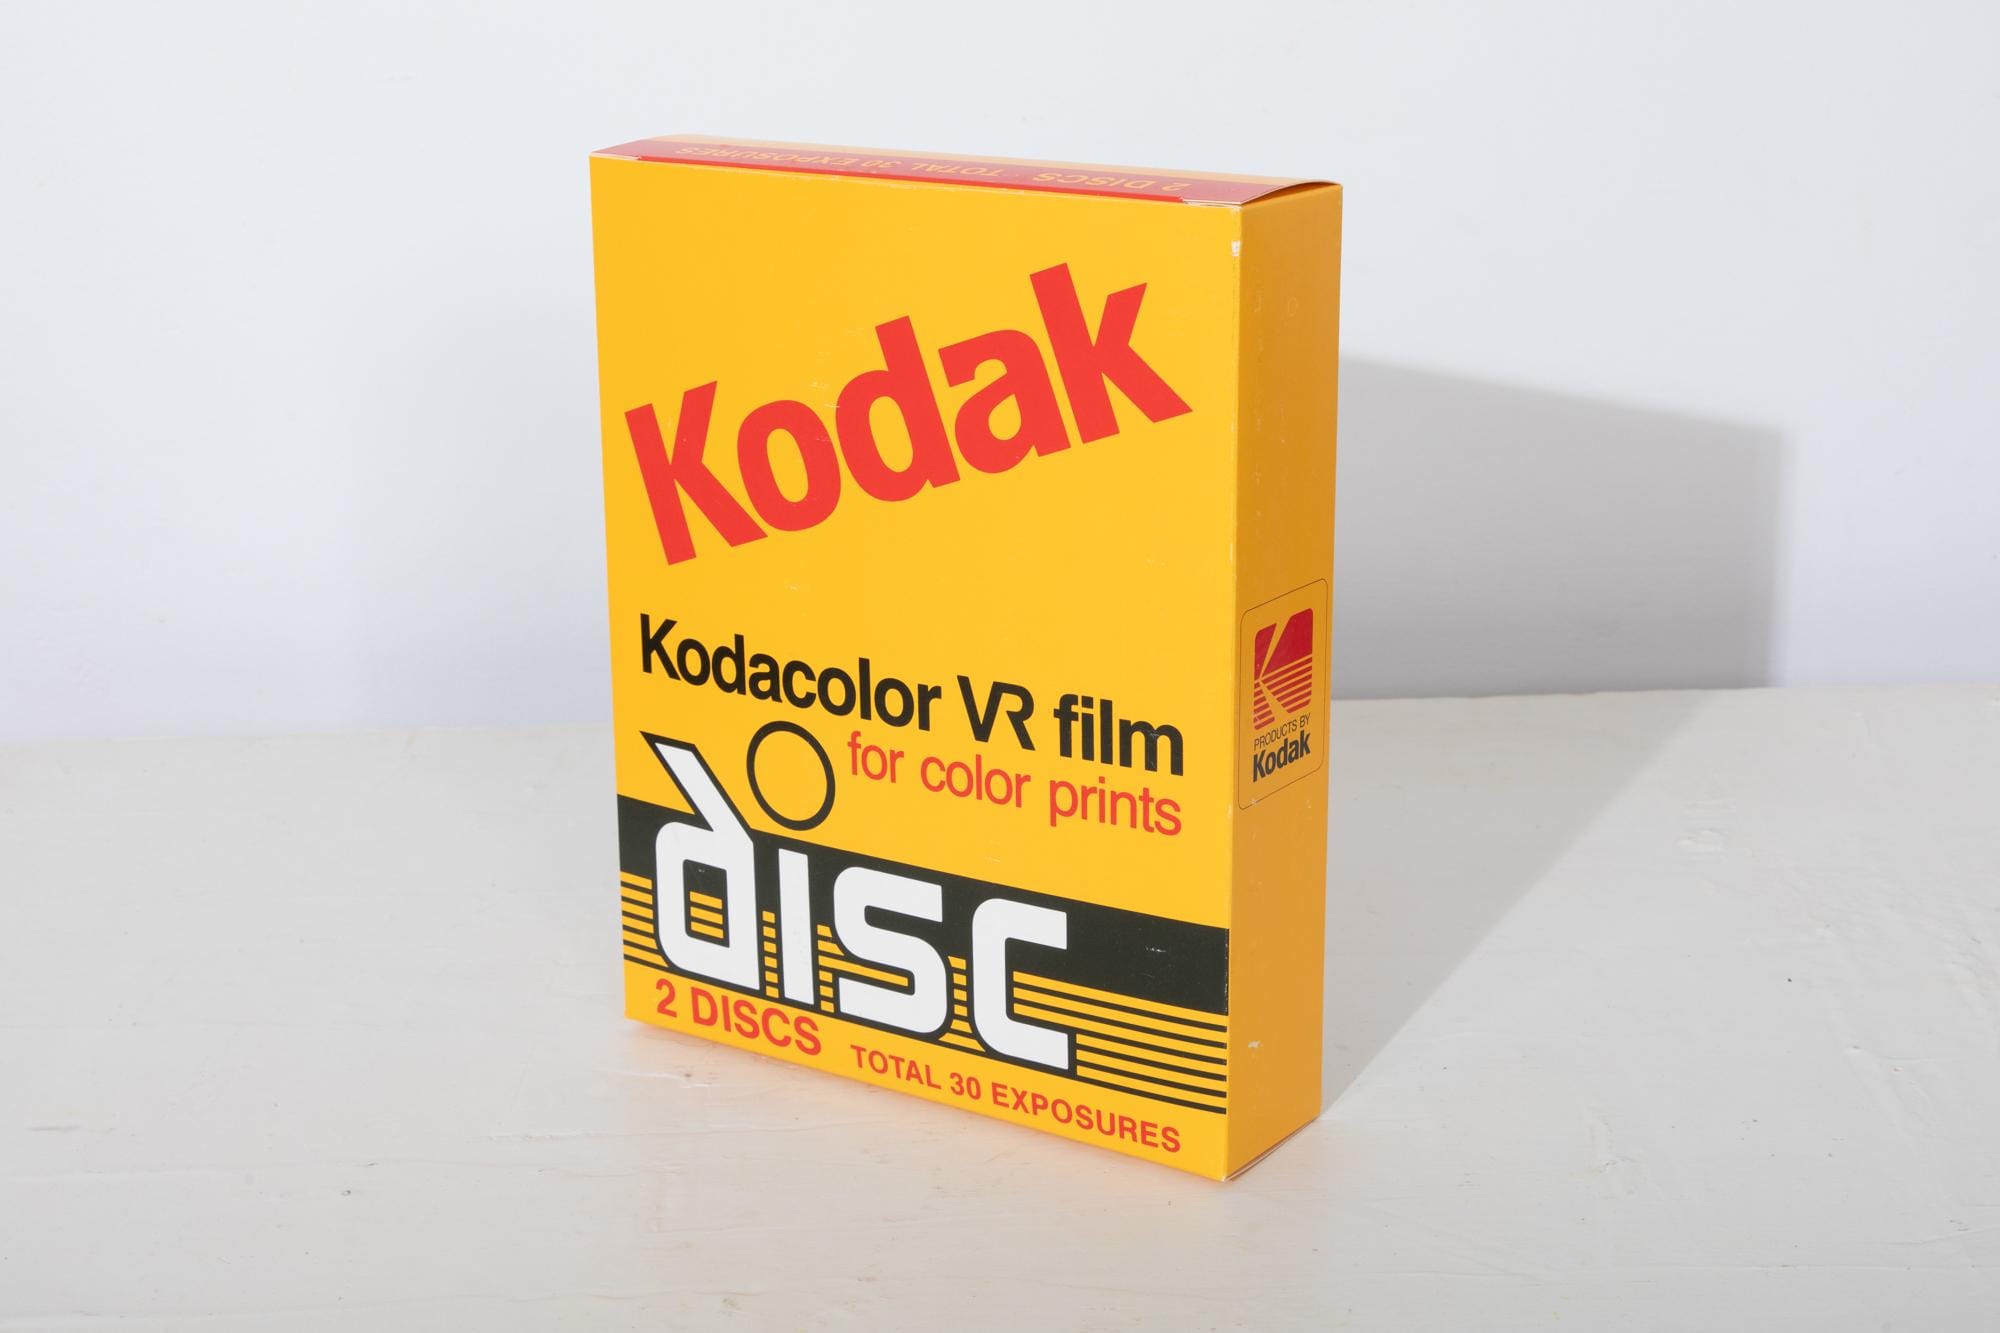 2 DISCS TOTAL 30 EXPOSURES
Kodak
Kodacolor VR film
for color prints
disc
2 DISCS TOTAL 30 EXPOSURES
PRODUCTS BY
Kodak